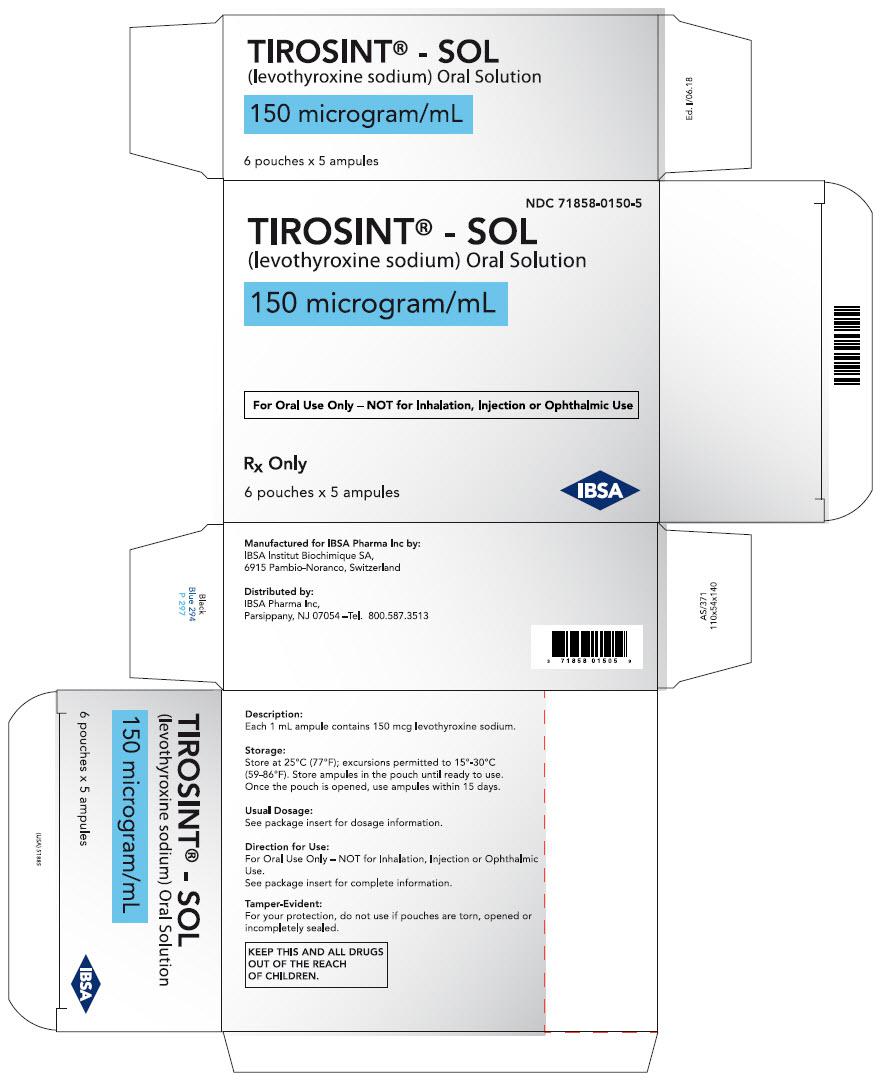 TIROSINT® - SOL
(levothyroxine sodium) Oral Solution
150 microgram/mL
6 pouches x 5 ampules
Ed. I/06.18
NDC 71858-0150-5
TIROSINT® - SOL
(levothyroxine sodium) Oral Solution
150 microgram/mL
For Oral Use Only – NOT for Inhalation, Injection or Ophthalmic Use
Rx Only
6 pouches x 5 ampules
IBSA
Manufactured for IBSA Pharma Inc by:
IBSA Institut Biochimique SA,
6915 Pambio-Noranco, Switzerland
Distributed by:
IBSA Pharma Inc,
Parsippany, NJ 07054 –Tel. 800.587.3513
3 71858 01505 9
Black
Blue 294
P 297
AS/371
110x54x140
TIROSINT® - SOL
(levothyroxine sodium) Oral Solution
150 microgram/mL
6 pouches x 5 ampules
IBSA
(USA) 51885
Description:
Each 1 mL ampule contains 150 mcg levothyroxine sodium.
Storage:
Store at 25°C (77°F); excursions permitted to 15°-30°C
(59-86°F). Store ampules in the pouch until ready to use.
Once the pouch is opened, use ampules within 15 days.
Usual Dosage:
See package insert for dosage information.
Direction for Use:
For Oral Use Only – NOT for Inhalation, Injection or Ophthalmic
Use.
See package insert for complete information.
Tamper-Evident:
For your protection, do not use if pouches are torn, opened or
incompletely sealed.
KEEP THIS AND ALL DRUGS
OUT OF THE REACH
OF CHILDREN.